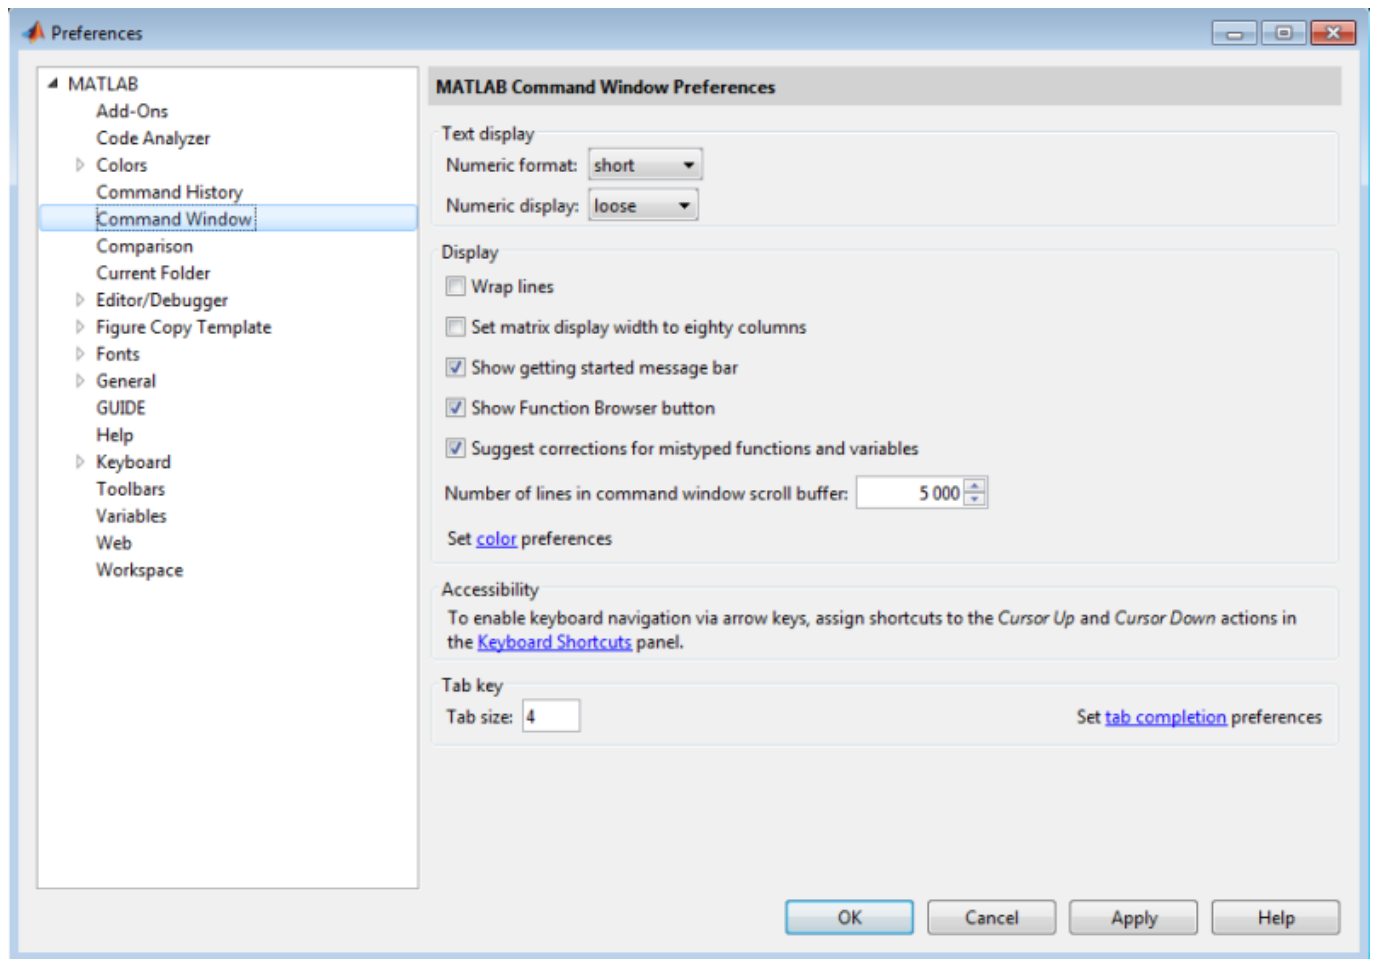 Preferences
MATLAB
Add-Ons
Code Analyzer
Colors
Command History
Command Window
Comparison
Current Folder
Editor/Debugger
Figure Copy Template
Fonts
General
GUIDE
Help
Keyboard
Toolbars
Variables
Web
Workspace
MATLAB Command Window Preferences
Text display
Numeric format: short
Numeric display: loose
Display
Wrap lines
Set matrix display width to eighty columns
Show getting started message bar
Show Function Browser button
Suggest corrections for mistyped functions and variables
Number of lines in command window scroll buffer: 5 000
Set color preferences
Accessibility
To enable keyboard navigation via arrow keys, assign shortcuts to the Cursor Up and Cursor Down actions in
the Keyboard Shortcuts panel.
Tab key
Tab size: 4 Set tab completion preferences
OK Cancel Apply Help